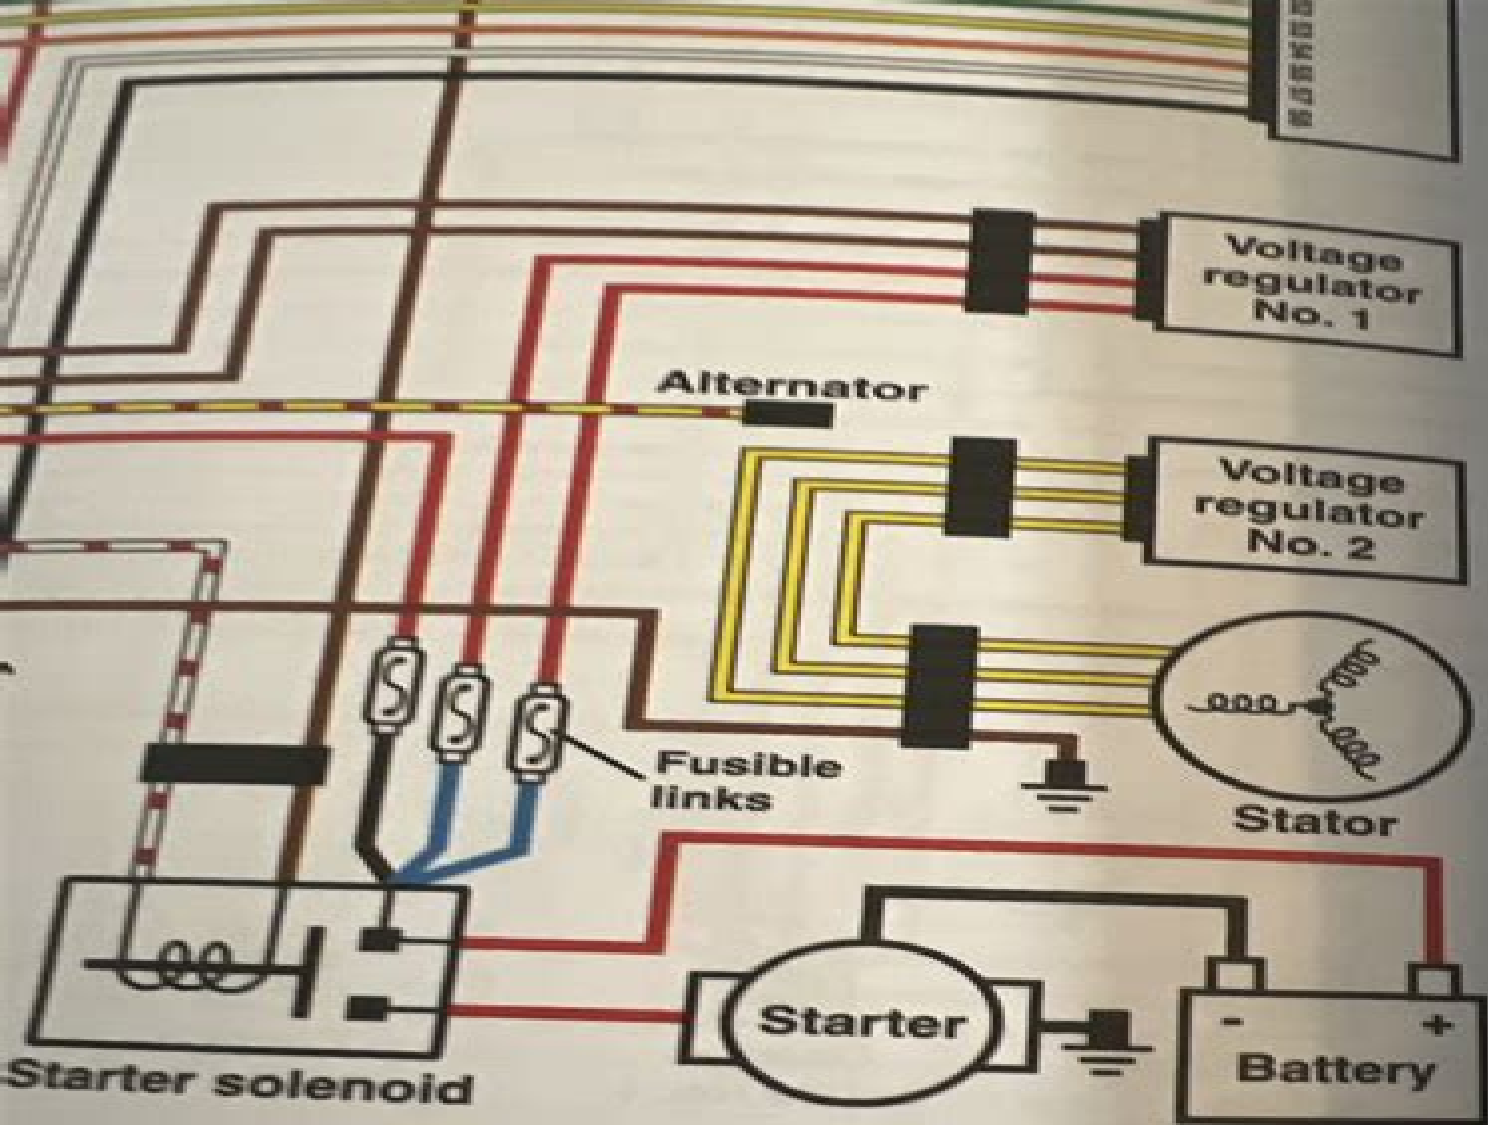 Voltage
regulator
No. 1
Alternator
Voltage
regulator
No. 2
Fusible
links
Stator
Starter
- +
Battery
Starter solenoid